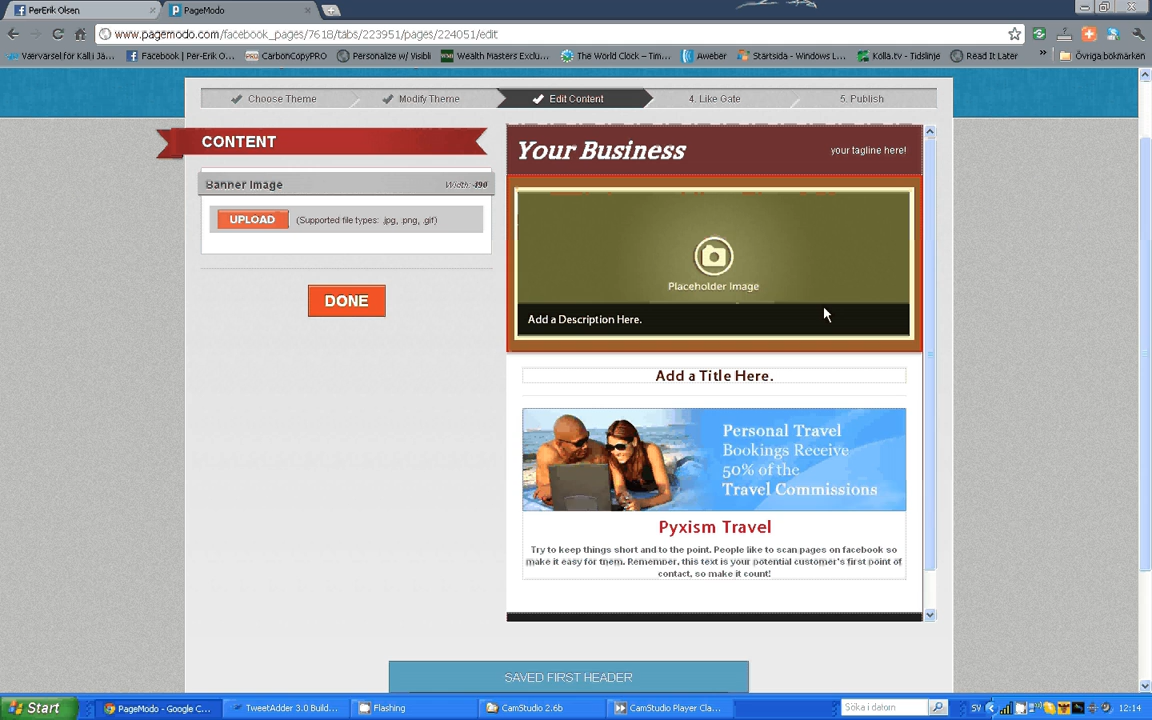 PerErik Olsen
PageModo
www.pagemodo.com/facebook_pages/7618/tabs/223951/pages/224051/edit
Værvarsel for Kall i Jä...
Facebook | Per-Erik O...
CarbonCopyPRO
Personalize w/ Visibli
Wealth Masters Exclu...
The World Clock – Ti...
Aweber
Startsida - Windows L...
Kolla.tv - Tidslinje
Read It Later
»
Övriga bokmärken
Choose Theme
Modify Theme
Edit Content
4. Like Gate
5. Publish
CONTENT
Banner Image
Width: 490
UPLOAD
(Supported file types: .jpg, .png, .gif)
DONE
Your Business
your tagline here!
Placeholder Image
Add a Description Here.
Add a Title Here.
Personal Travel
Bookings Receive
50% of the
Travel Commissions
Pyxism Travel
Try to keep things short and to the point. People like to scan pages on facebook so
make it easy for them. Remember, this text is your potential customer's first point of
contact, so make it count!
SAVED FIRST HEADER
Start
PageModo - Google C...
TweetAdder 3.0 Build...
Flashing
CamStudio 2.6b
CamStudio Player Cla...
Söka i datorn
SV
12:14